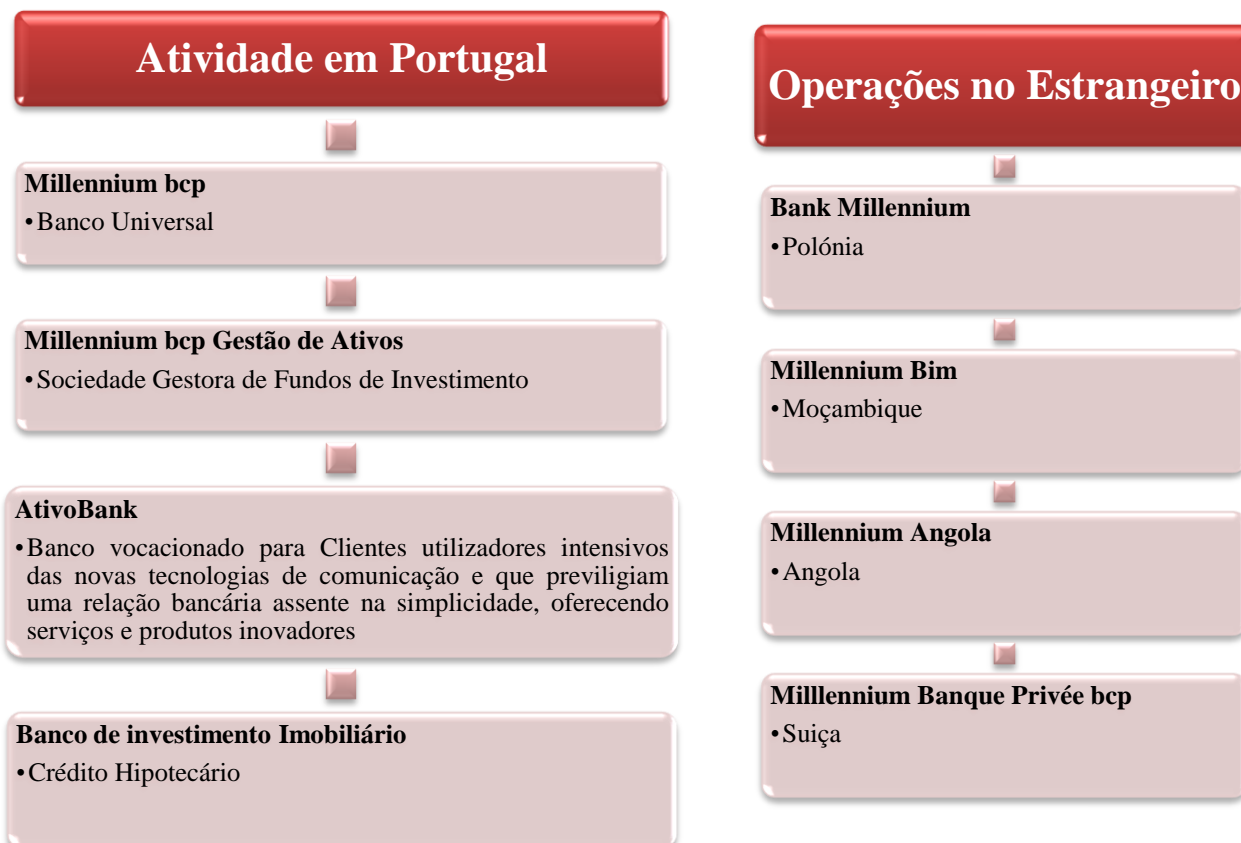 Atividade em Portugal
Millennium bcp
•Banco Universal
Millennium bcp Gestão de Ativos
•Sociedade Gestora de Fundos de Investimento
AtivoBank
•Banco vocacionado para Clientes utilizadores intensivos
das novas tecnologias de comunicação e que previligiam
uma relação bancária assente na simplicidade, oferecendo
serviços e produtos inovadores
Banco de investimento Imobiliário
•Crédito Hipotecário
Operações no Estrangeiro
Bank Millennium
•Polónia
Millennium Bim
•Moçambique
Millennium Angola
•Angola
Milllennium Banque Privée bcp
•Suiça